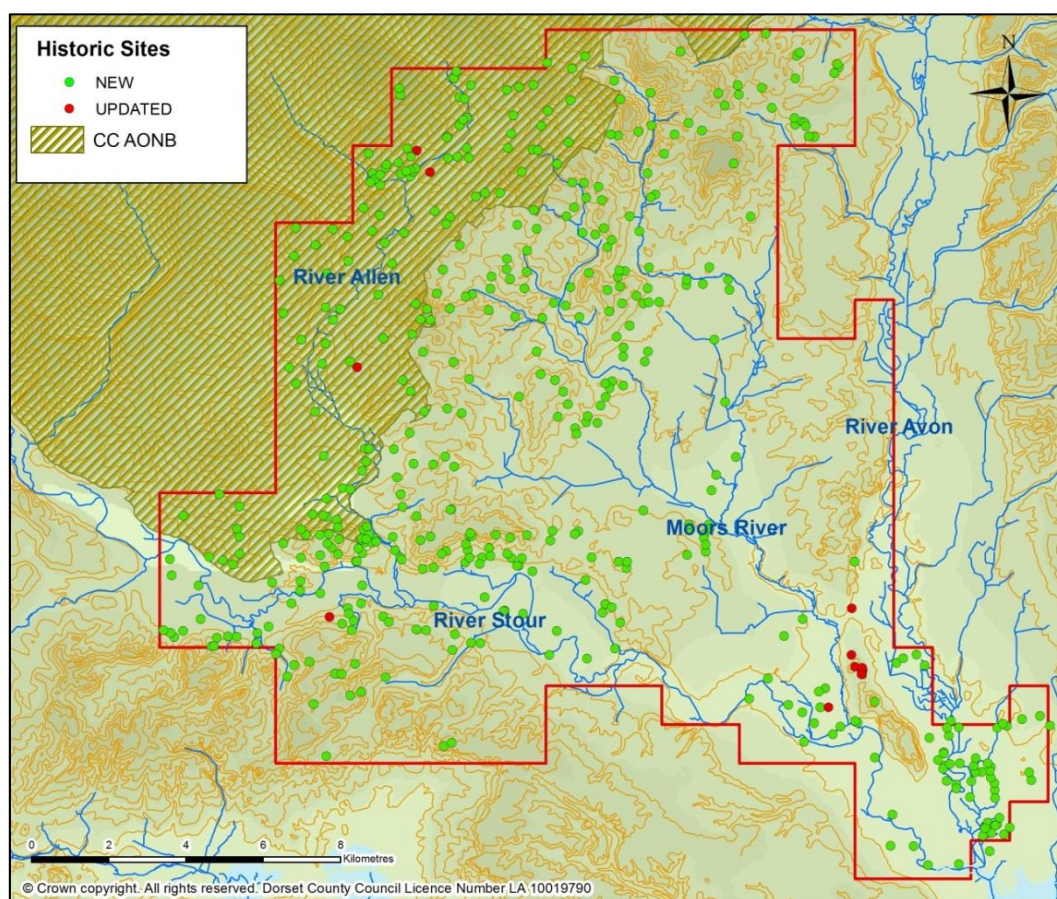 Historic Sites
NEW
UPDATED
CC AONB
N
River Allen
River Avon
Moors River
River Stour
0 2 4 6 8
Kilometres
© Crown copyright. All rights reserved. Dorset County Council Licence Number LA 10019790